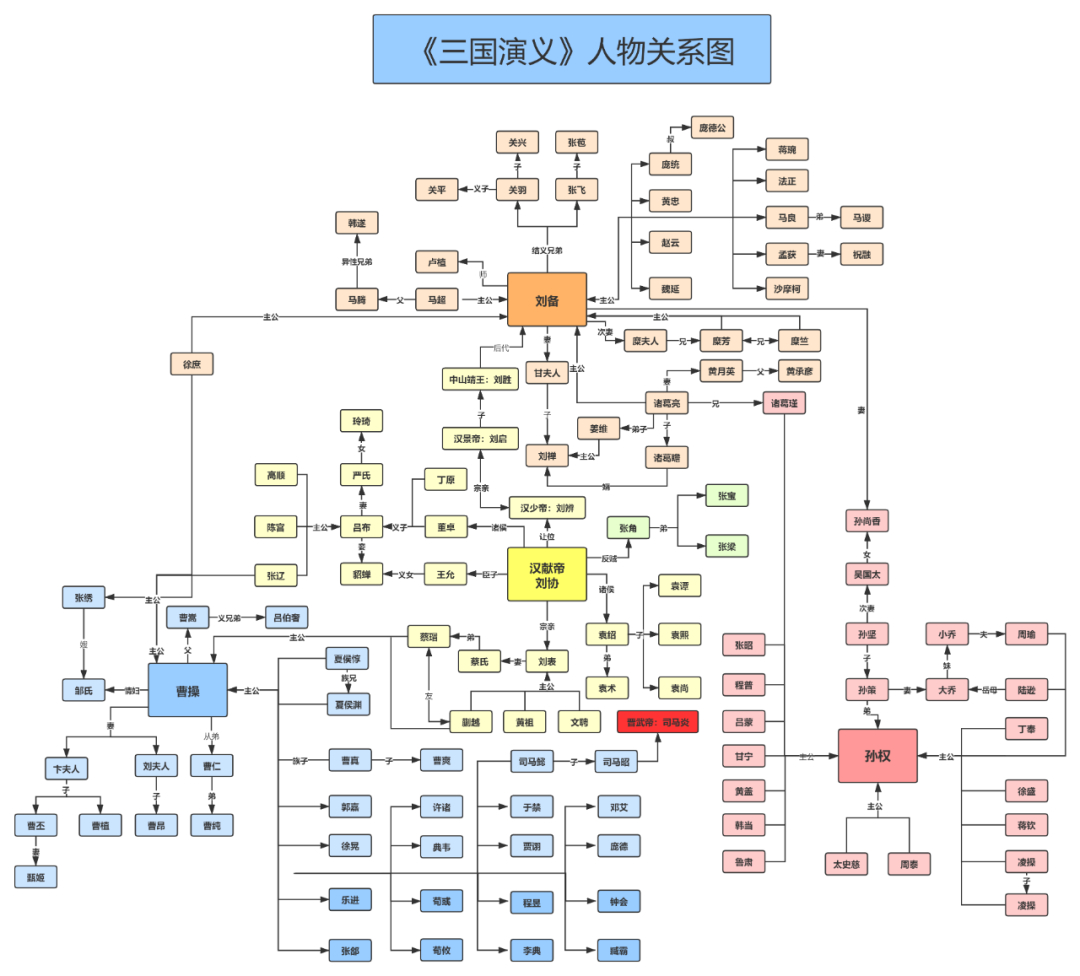 《三国演义》人物关系图
庞德公
关兴
张苞
叔
蒋琬
子
子
庞统
法正
关平
义子
关羽
张飞
黄忠
韩遂
马良
弟
马谡
异性兄弟
结义兄弟
赵云
卢植
师
孟获
妻
祝融
马腾
父
马超
主公
刘备
主公
魏延
沙摩柯
主公
次妻
主公
妻
糜夫人
兄
糜芳
兄
糜竺
后代
徐庶
中山靖王：刘胜
甘夫人
主公
黄月英
父
黄承彦
妻
子
子
诸葛亮
兄
诸葛瑾
妻
玲琦
姜维
弟子
子
汉景帝：刘启
女
刘禅
主公
诸葛瞻
高顺
严氏
丁原
宗亲
婿
张宝
妻
汉少帝：刘辨
陈宫
主公
吕布
义子
董卓
诸侯
让位
张角
弟
孙尚香
妾
反贼
张梁
女
张辽
貂蝉
义女
王允
臣子
汉献帝
刘协
吴国太
诸侯
袁谭
张绣
主公
次妻
曹嵩
义兄弟
吕伯奢
宗亲
主公
蔡瑁
弟
袁绍
子
袁熙
孙坚
小乔
夫
周瑜
父
张昭
蔡氏
妻
刘表
弟
子
妹
夏侯惇
族兄
主公
友
程普
邹氏
情妇
曹操
主公
袁术
袁尚
孙策
妻
大乔
岳母
陆逊
夏侯渊
弟
妻
从弟
蒯越
黄祖
文聘
晋武帝：司马炎
吕蒙
丁奉
卞夫人
刘夫人
曹仁
族子
曹真
子
曹爽
司马懿
子
司马昭
甘宁
主公
孙权
主公
子
子
弟
黄盖
徐盛
郭嘉
许诸
于禁
邓艾
主公
曹丕
曹植
曹昂
曹纯
韩当
蒋钦
妻
徐晃
典韦
贾诩
庞德
鲁肃
太史慈
周泰
凌操
甄姬
子
乐进
荀彧
程昱
钟会
凌操
张郃
荀攸
李典
臧霸